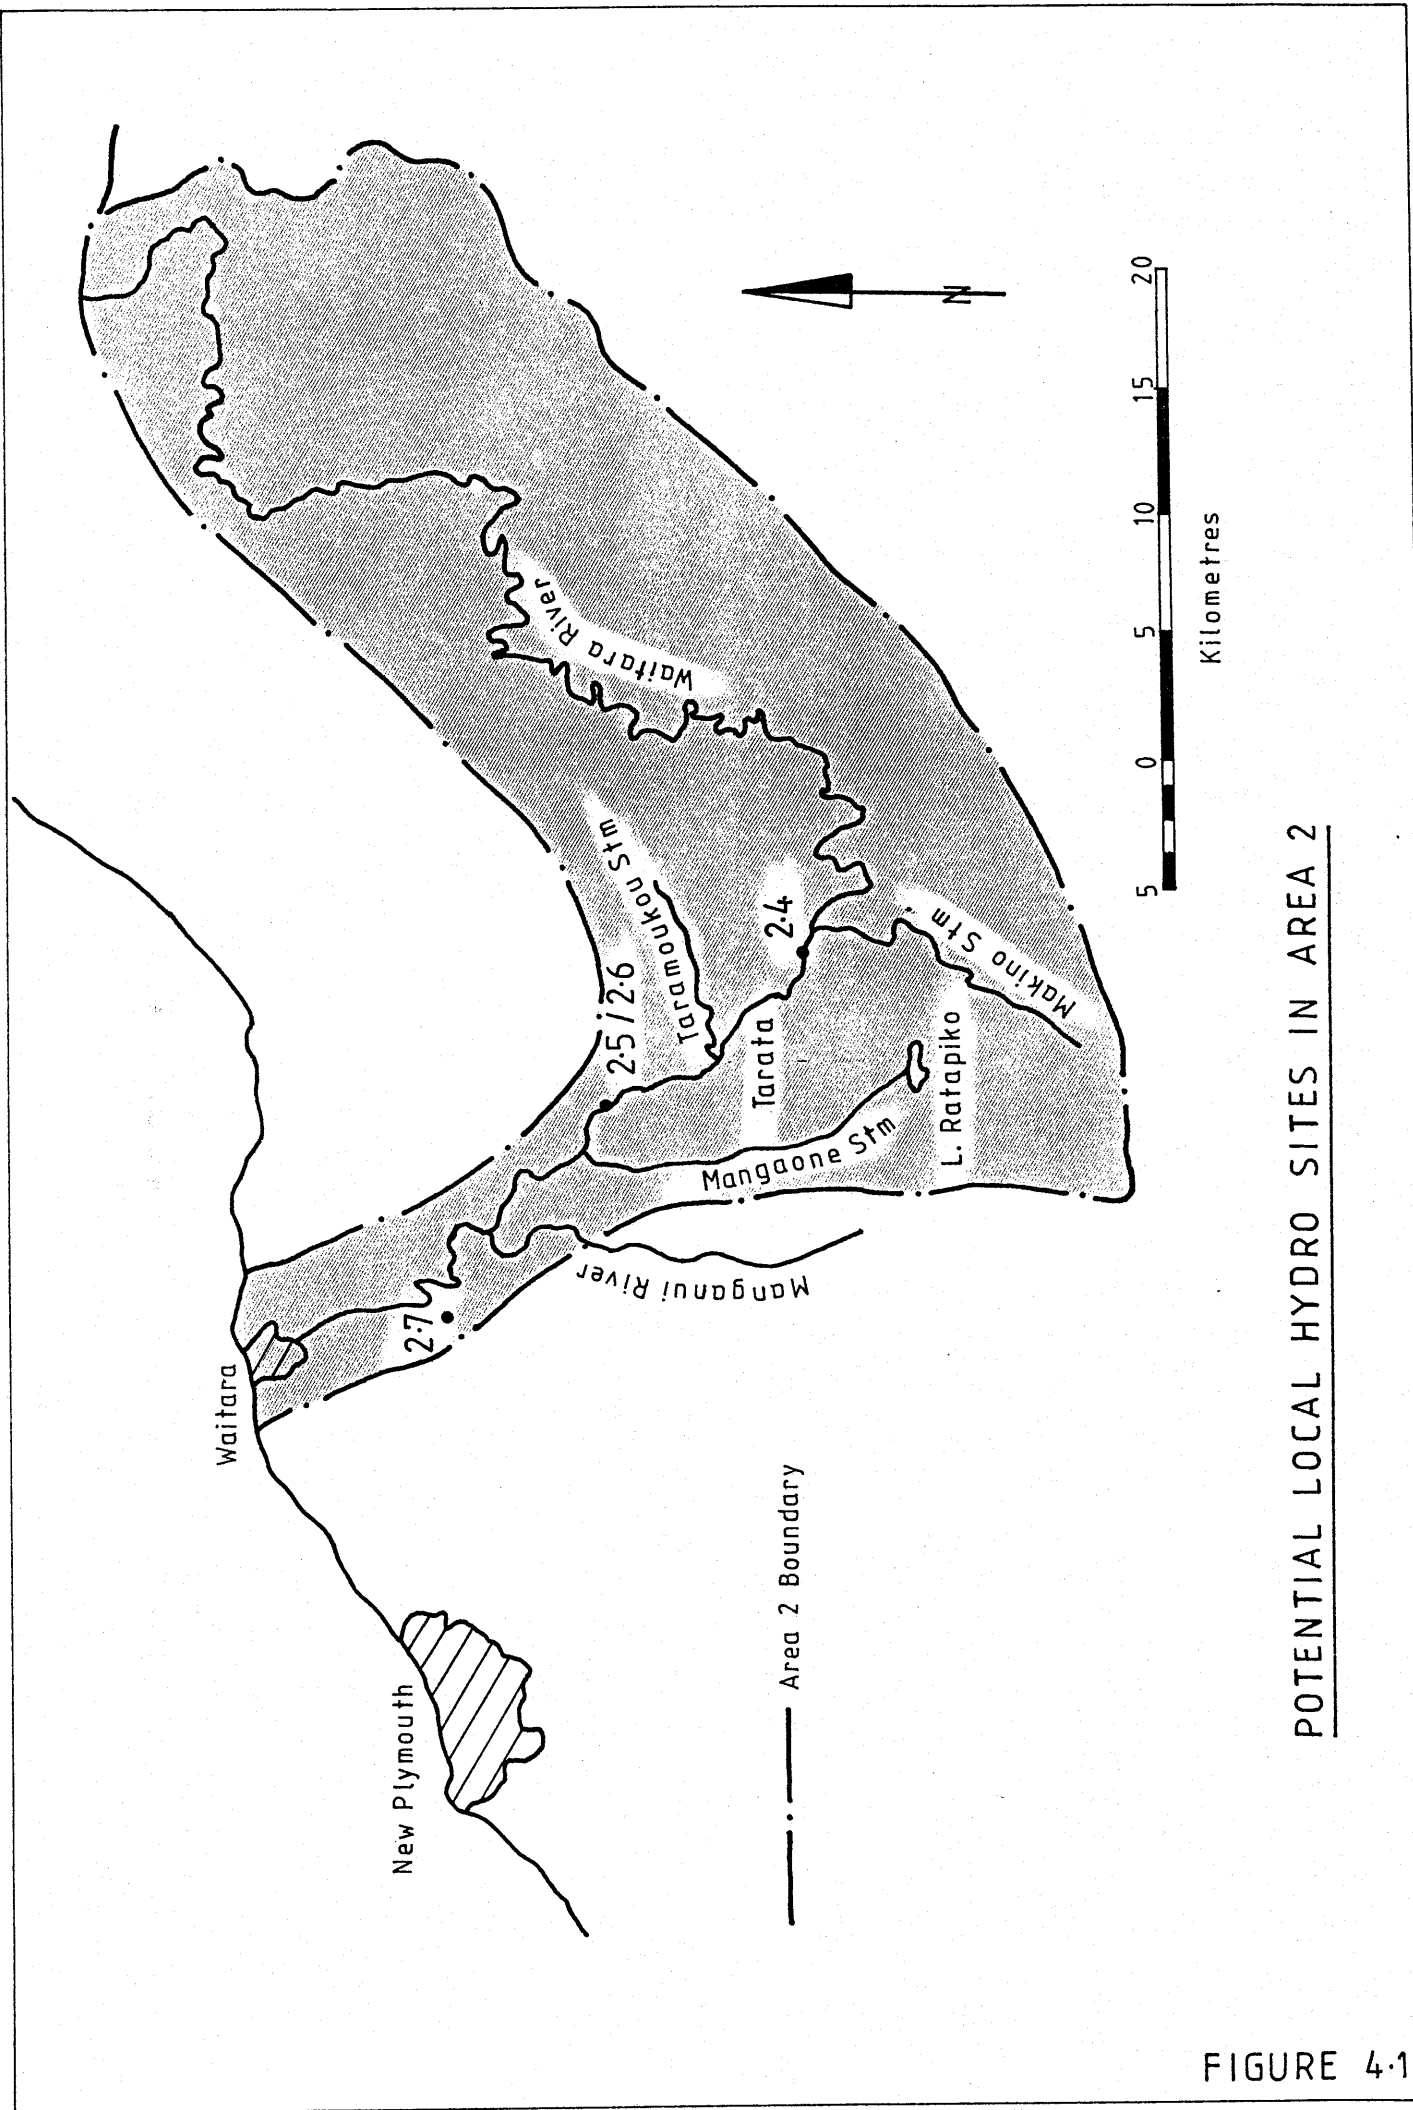 Waitara
New Plymouth
2·7
Manganui River
Mangaone Stm
2·5 / 2·6
Taramoukou Stm
Tarata
2·4
L. Ratapiko
Makino Stm
Waitara River
N
Area 2 Boundary
5 0 5 10 15 20
Kilometres
POTENTIAL LOCAL HYDRO SITES IN AREA 2
FIGURE 4·1